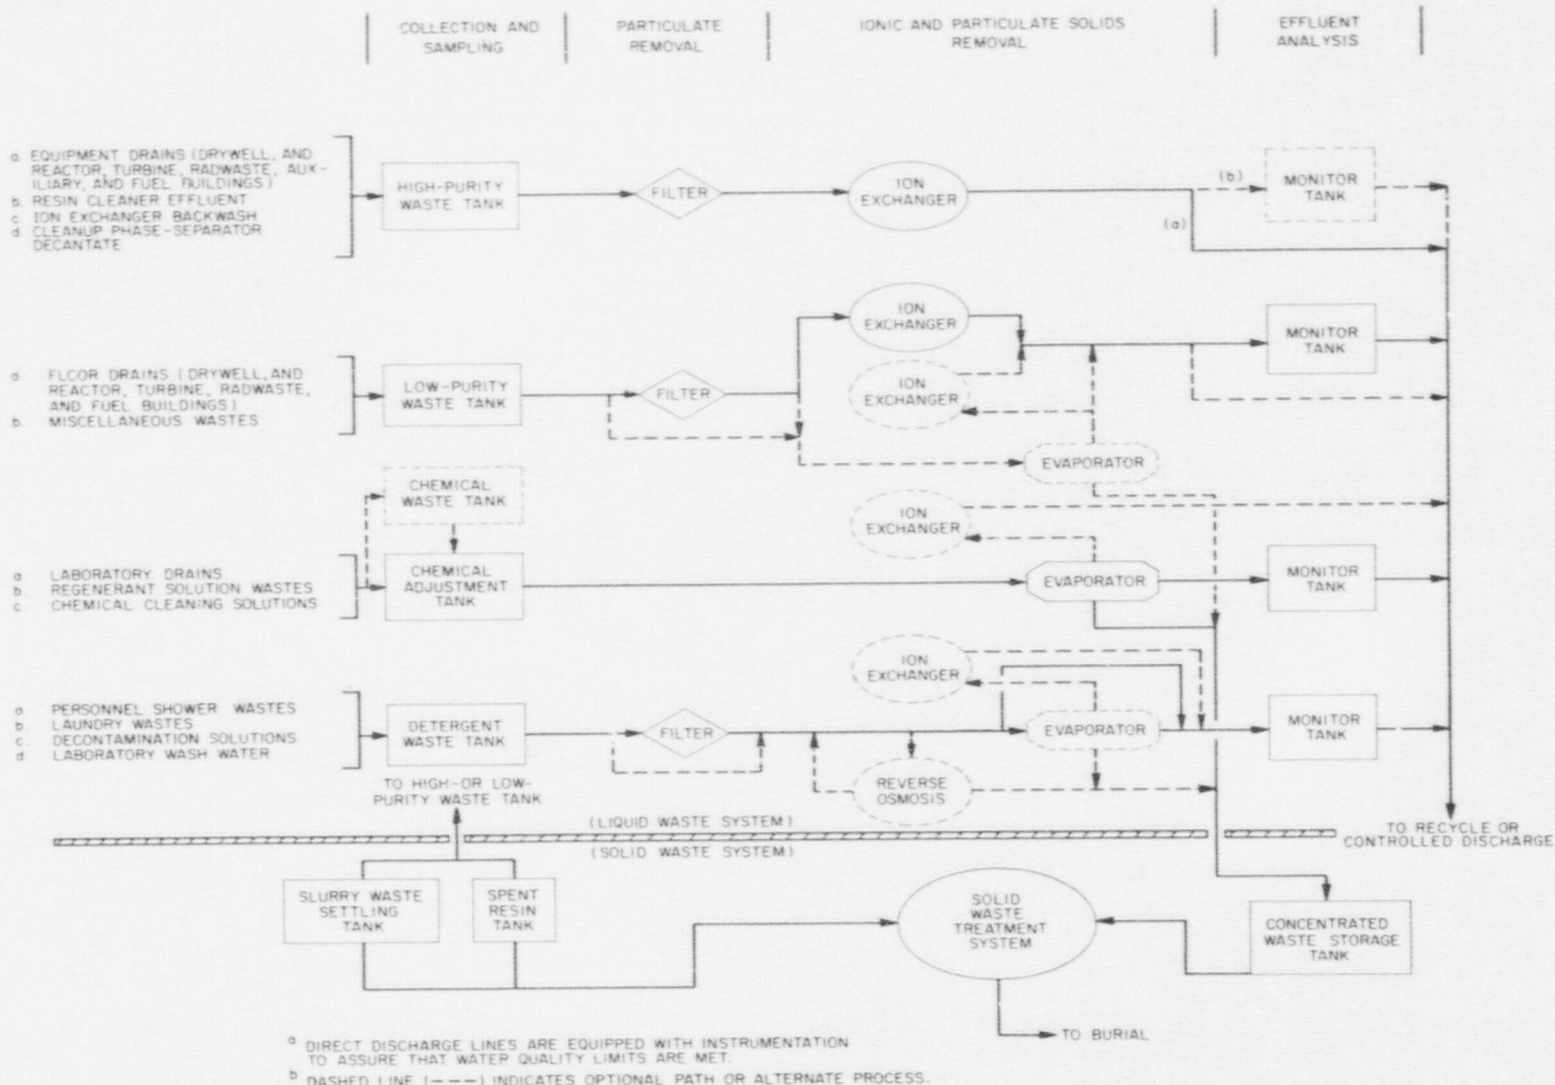 COLLECTION AND
SAMPLING
PARTICULATE
REMOVAL
IONIC AND PARTICULATE SOLIDS
REMOVAL
EFFLUENT
ANALYSIS
a. EQUIPMENT DRAINS (DRYWELL, AND
REACTOR, TURBINE, RADWASTE, AUX-
ILIARY, AND FUEL BUILDINGS)
b. RESIN CLEANER EFFLUENT
c. ION EXCHANGER BACKWASH
d. CLEANUP PHASE-SEPARATOR
DECANTATE
HIGH-PURITY
WASTE TANK
FILTER
ION
EXCHANGER
(b)
(a)
MONITOR
TANK
a. FLOOR DRAINS (DRYWELL, AND
REACTOR, TURBINE, RADWASTE,
AND FUEL BUILDINGS)
b. MISCELLANEOUS WASTES
LOW-PURITY
WASTE TANK
FILTER
ION
EXCHANGER
ION
EXCHANGER
EVAPORATOR
MONITOR
TANK
a LABORATORY DRAINS
b. REGENERANT SOLUTION WASTES
c. CHEMICAL CLEANING SOLUTIONS
CHEMICAL
WASTE TANK
CHEMICAL
ADJUSTMENT
TANK
ION
EXCHANGER
EVAPORATOR
MONITOR
TANK
a PERSONNEL SHOWER WASTES
b. LAUNDRY WASTES
c. DECONTAMINATION SOLUTIONS
d. LABORATORY WASH WATER
DETERGENT
WASTE TANK
FILTER
ION
EXCHANGER
EVAPORATOR
REVERSE
OSMOSIS
MONITOR
TANK
TO HIGH-OR LOW-
PURITY WASTE TANK
(LIQUID WASTE SYSTEM)
(SOLID WASTE SYSTEM)
TO RECYCLE OR
CONTROLLED DISCHARGE
SLURRY WASTE
SETTLING
TANK
SPENT
RESIN
TANK
SOLID
WASTE
TREATMENT
SYSTEM
CONCENTRATED
WASTE STORAGE
TANK
TO BURIAL
a DIRECT DISCHARGE LINES ARE EQUIPPED WITH INSTRUMENTATION
TO ASSURE THAT WATER QUALITY LIMITS ARE MET.
b DASHED LINE (---) INDICATES OPTIONAL PATH OR ALTERNATE PROCESS.